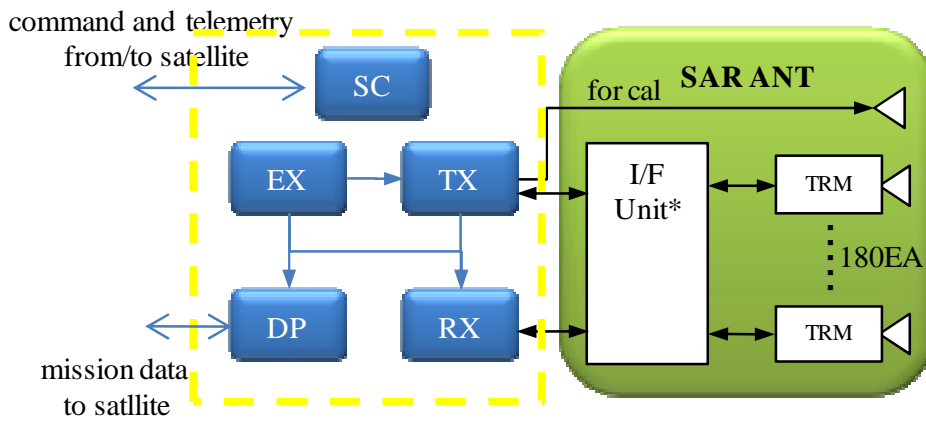 command and telemetry
from/to satellite
SC
EX
TX
DP
RX
mission data
to satllite
SAR ANT
for cal
I/F
Unit*
TRM
180EA
TRM